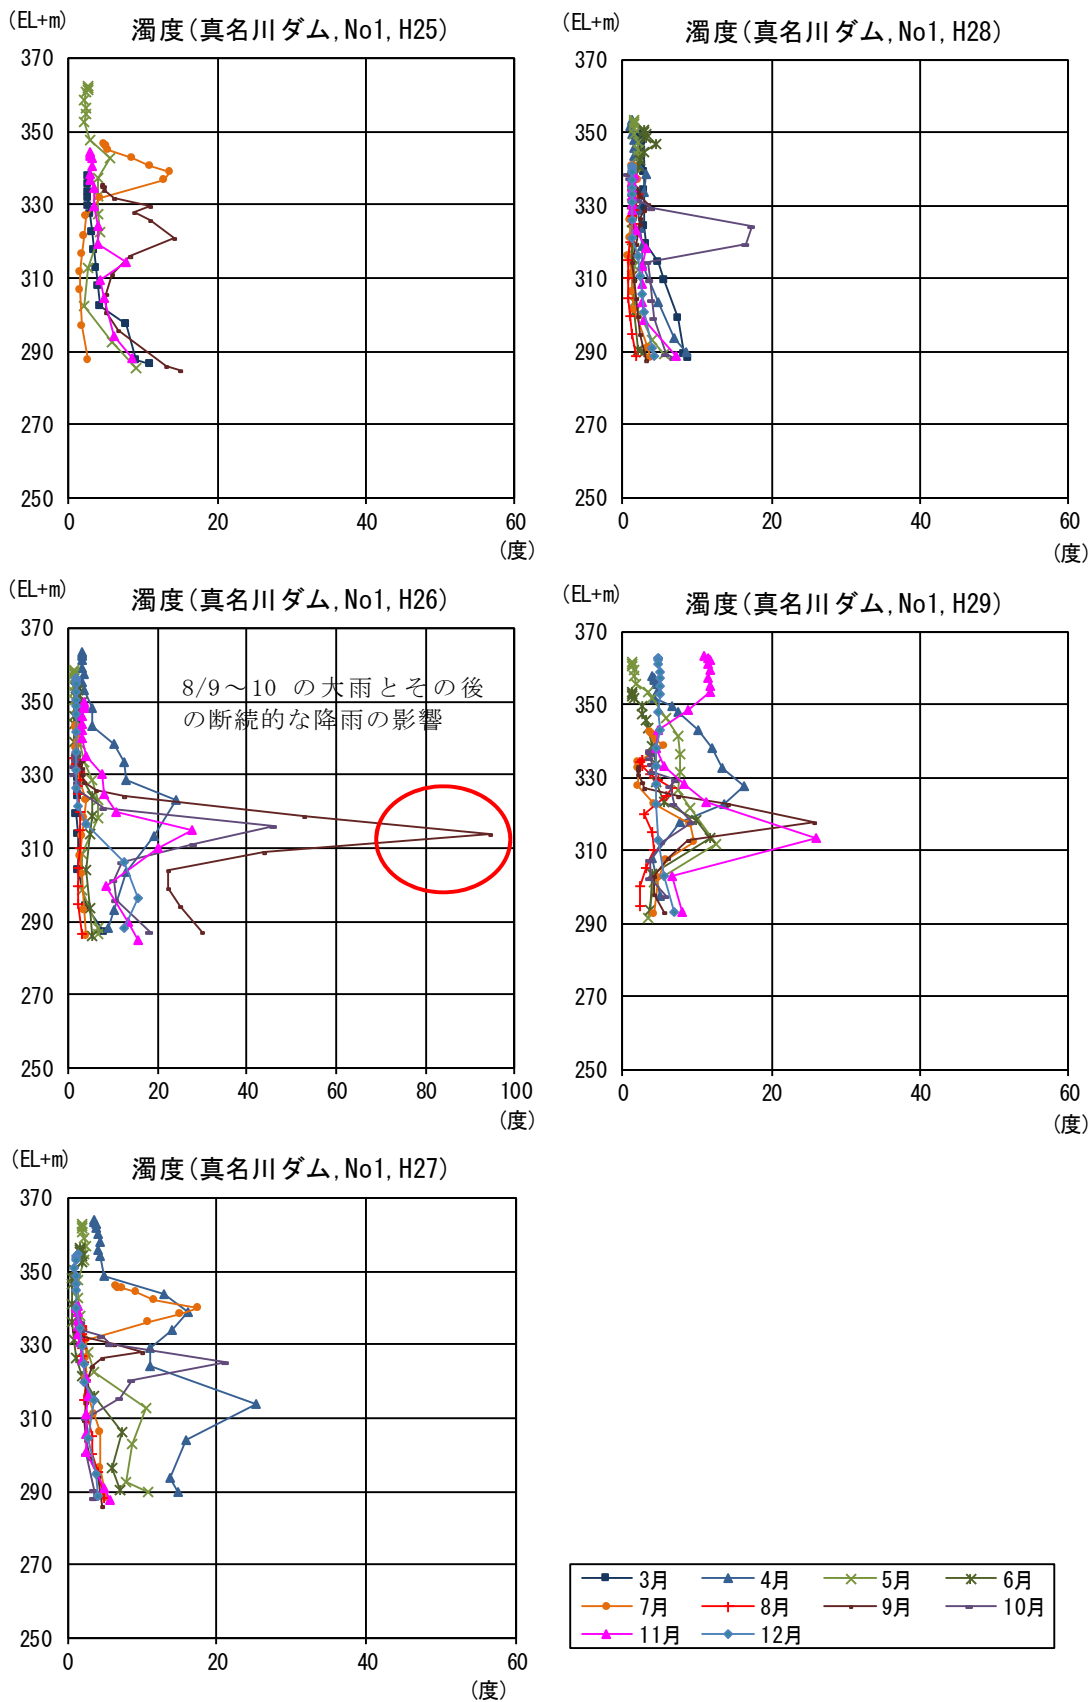 (EL+m)
濁度(真名川ダム,No1,H25)
370
350
330
310
290
270
250
0
20
40
60
(度)
(EL+m)
濁度(真名川ダム,No1,H28)
370
350
330
310
290
270
250
0
20
40
60
(度)
(EL+m)
濁度(真名川ダム,No1,H26)
8/9～10 の大雨とその後
の断続的な降雨の影響
370
350
330
310
290
270
250
0
20
40
60
80
100
(度)
(EL+m)
濁度(真名川ダム,No1,H29)
370
350
330
310
290
270
250
0
20
40
60
(度)
(EL+m)
濁度(真名川ダム,No1,H27)
370
350
330
310
290
270
250
0
20
40
60
(度)
3月 4月 5月 6月
7月 8月 9月 10月
11月 12月